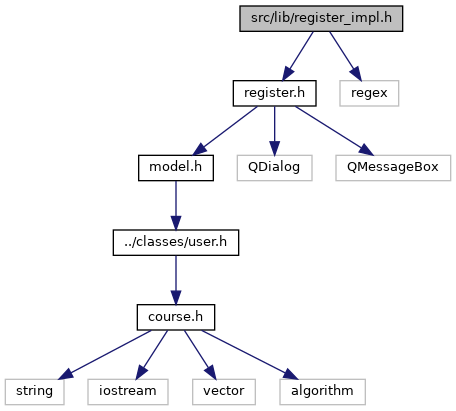 src/lib/register_impl.h
register.h
regex
model.h
QDialog
QMessageBox
../classes/user.h
course.h
string
iostream
vector
algorithm